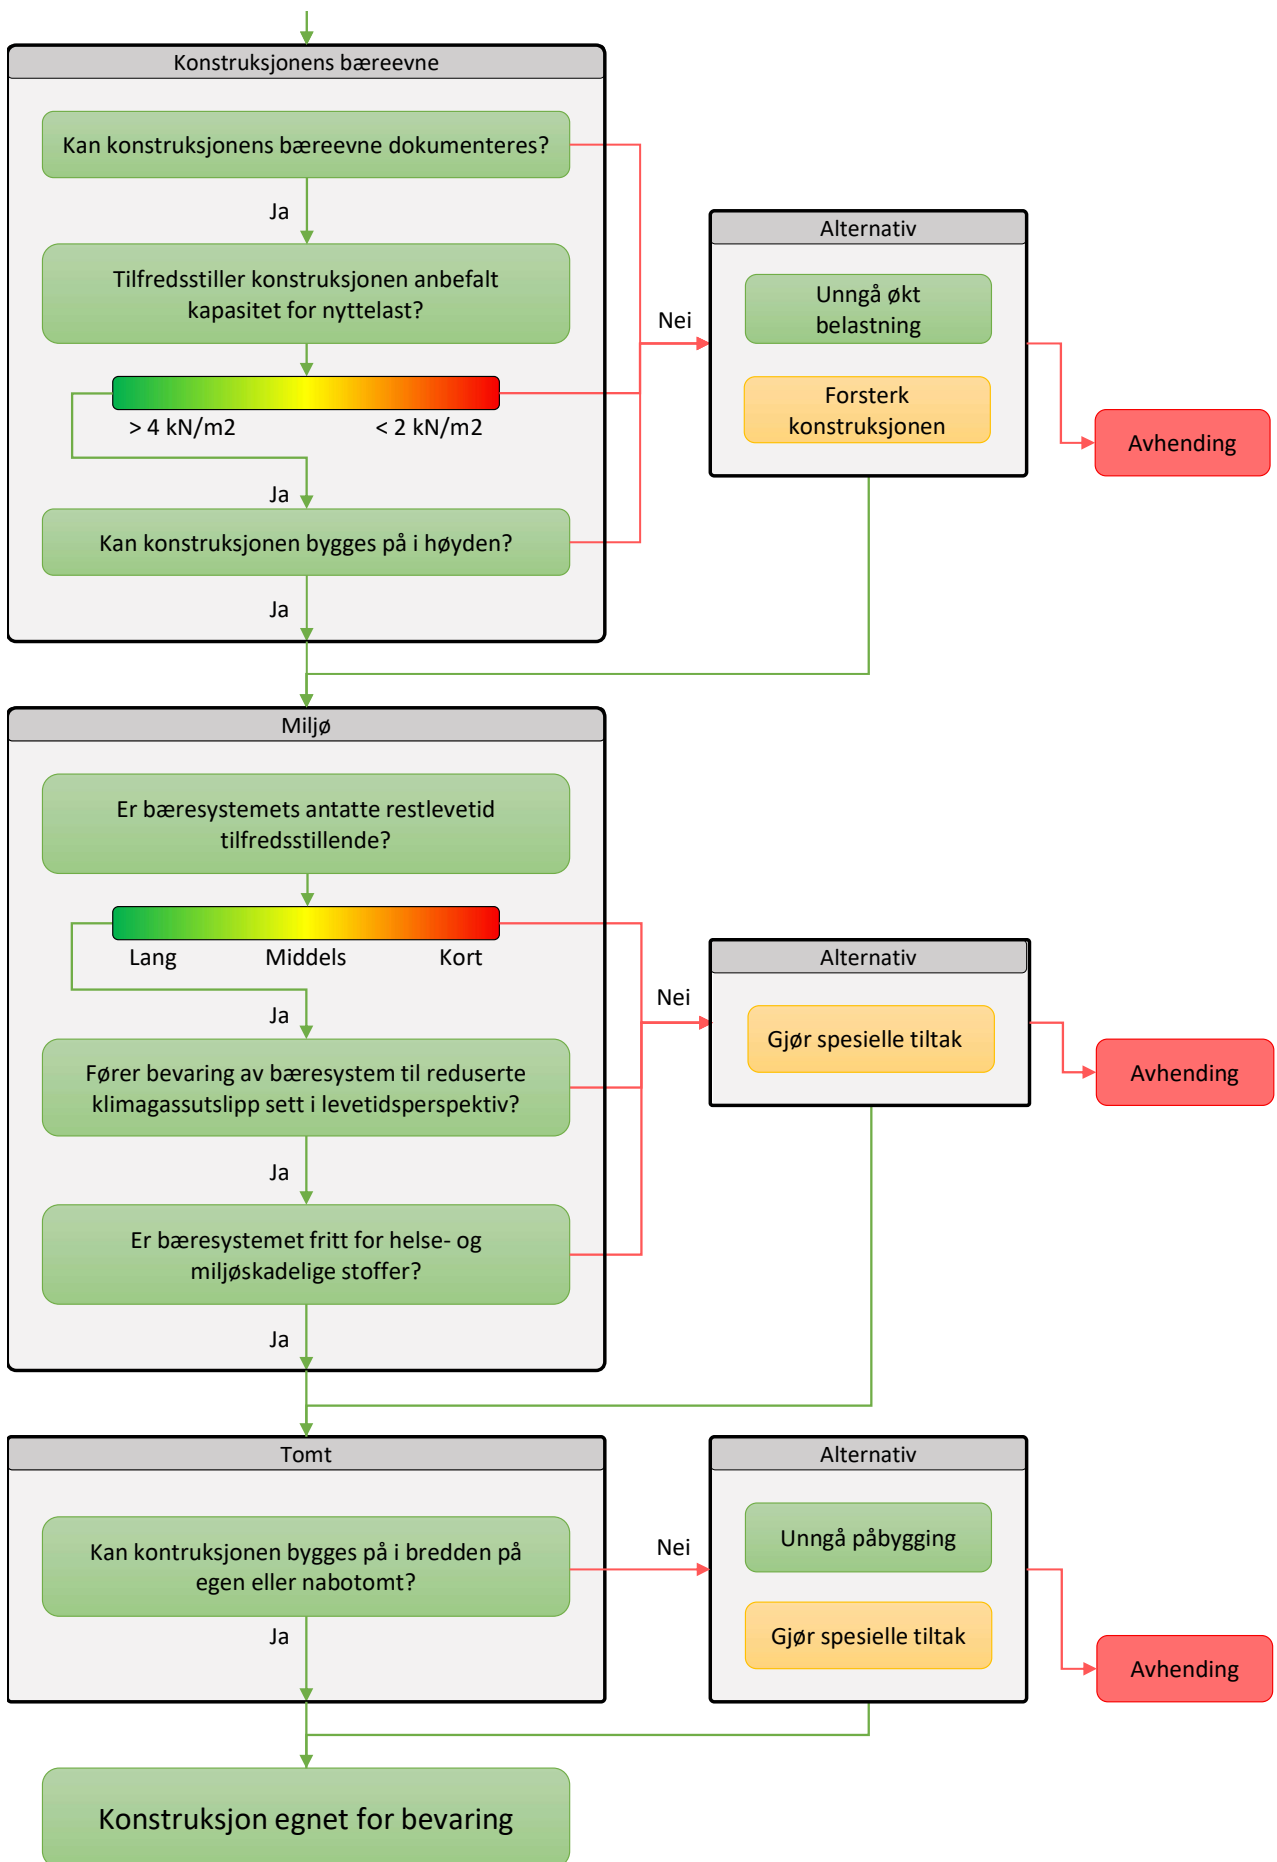 Konstruksjonens bæreevne
Kan konstruksjonens bæreevne dokumenteres?
Ja
Tilfredsstiller konstruksjonen anbefalt
kapasitet for nyttelast?
> 4 kN/m2
< 2 kN/m2
Ja
Kan konstruksjonen bygges på i høyden?
Ja
Nei
Alternativ
Unngå økt
belastning
Forsterk
konstruksjonen
Avhending
Miljø
Er bæresystemets antatte restlevetid
tilfredsstillende?
Lang
Middels
Kort
Ja
Fører bevaring av bæresystem til reduserte
klimagassutslipp sett i levetidsperspektiv?
Ja
Er bæresystemet fritt for helse- og
miljøskadelige stoffer?
Ja
Nei
Alternativ
Gjør spesielle tiltak
Avhending
Tomt
Kan kontruksjonen bygges på i bredden på
egen eller nabotomt?
Ja
Nei
Alternativ
Unngå påbygging
Gjør spesielle tiltak
Avhending
Konstruksjon egnet for bevaring